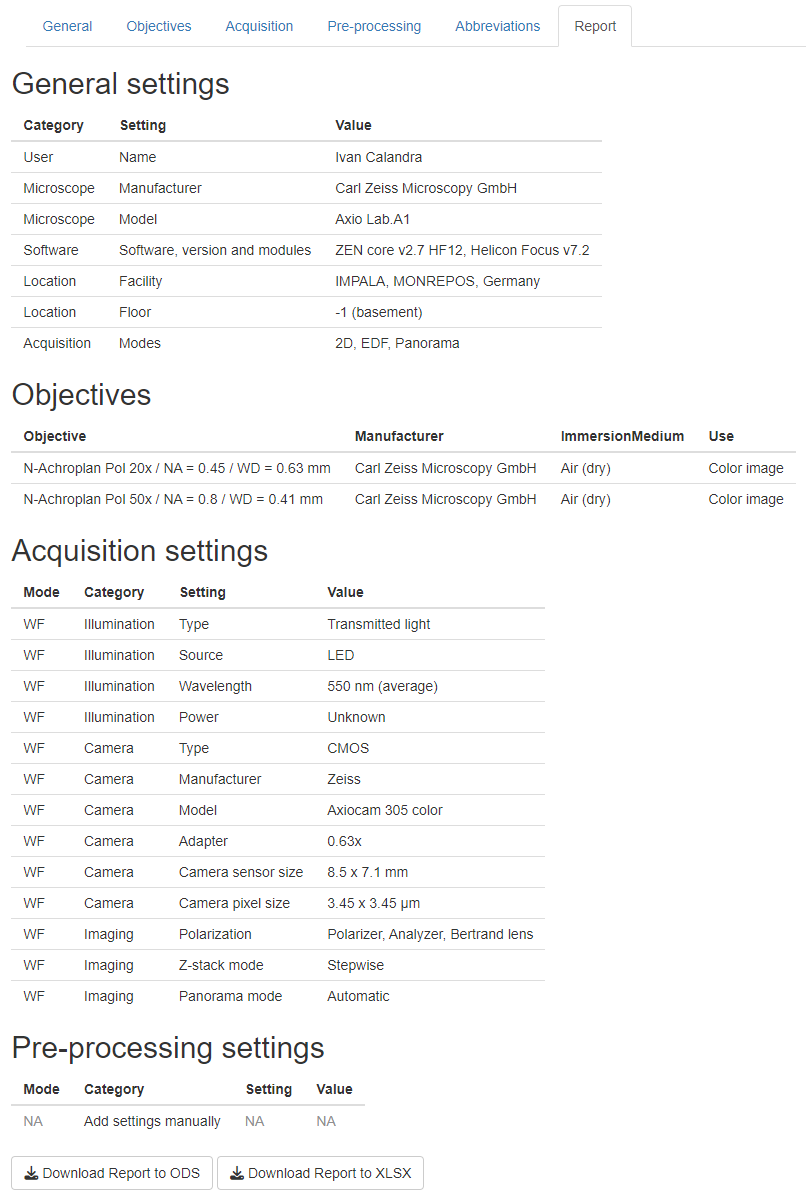 General Objectives Acquisition Pre-processing Abbreviations Report
General settings
Category Setting Value
User Name Ivan Calandra
Microscope Manufacturer Carl Zeiss Microscopy GmbH
Microscope Model Axio Lab.A1
Software Software, version and modules ZEN core v2.7 HF12, Helicon Focus v7.2
Location Facility IMPALA, MONREPOS, Germany
Location Floor -1 (basement)
Acquisition Modes 2D, EDF, Panorama
Objectives
Objective Manufacturer ImmersionMedium Use
N-Achroplan Pol 20x / NA = 0.45 / WD = 0.63 mm Carl Zeiss Microscopy GmbH Air (dry) Color image
N-Achroplan Pol 50x / NA = 0.8 / WD = 0.41 mm Carl Zeiss Microscopy GmbH Air (dry) Color image
Acquisition settings
Mode Category Setting Value
WF Illumination Type Transmitted light
WF Illumination Source LED
WF Illumination Wavelength 550 nm (average)
WF Illumination Power Unknown
WF Camera Type CMOS
WF Camera Manufacturer Zeiss
WF Camera Model Axiocam 305 color
WF Camera Adapter 0.63x
WF Camera Camera sensor size 8.5 x 7.1 mm
WF Camera Camera pixel size 3.45 x 3.45 µm
WF Imaging Polarization Polarizer, Analyzer, Bertrand lens
WF Imaging Z-stack mode Stepwise
WF Imaging Panorama mode Automatic
Pre-processing settings
Mode Category Setting Value
NA Add settings manually NA NA
Download Report to ODS Download Report to XLSX